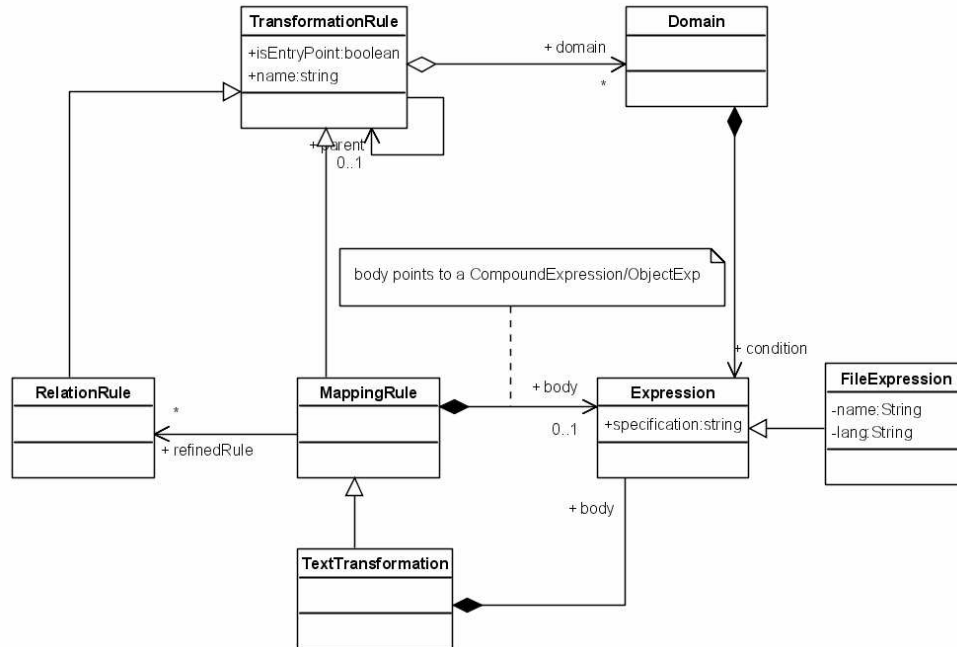 TransformationRule
+isEntryPoint:boolean
+name:string
Domain
+ domain
*
+ parent
0..1
body points to a CompoundExpression/ObjectExp
+ condition
RelationRule
MappingRule
+ body
0..1
Expression
+specification:string
FileExpression
-name:String
-lang:String
*
+ refinedRule
+ body
TextTransformation